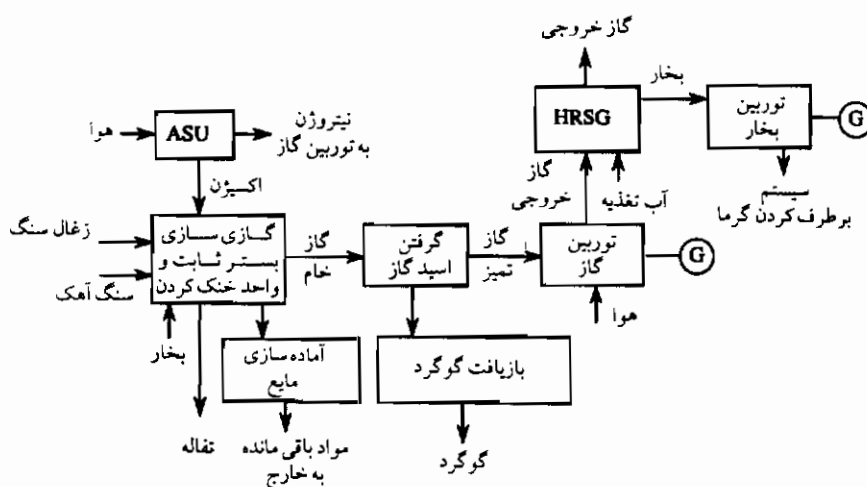 گاز خروجی
بخار
HRSG
توربین
بخار
G
هوا
ASU
نیتروژن
به توربین گاز
اکسیژن
گاز
خروجی
آب تغذیه
سیستم
برطرف کردن گرما
زغال سنگ
سنگ آهک
بخار
گـازی سـازی
بستر ثابت و
واحد خنک کردن
گاز
خام
گرفتن
اسید گاز
گاز
تمیز
توربین
گاز
G
هوا
آماده سازی
مایع
بازیافت گوگرد
تفاله
مواد باقی مانده
به خارج
گوگرد